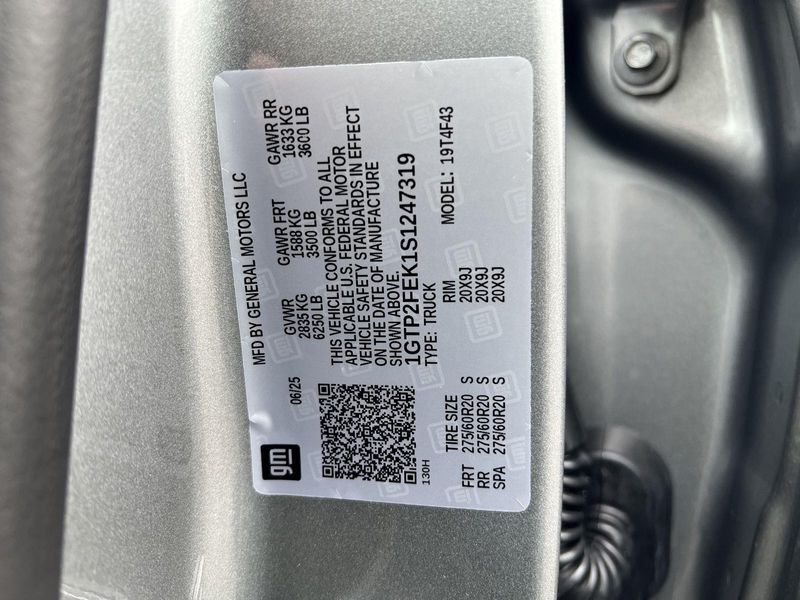 gm
06/25
MFD BY GENERAL MOTORS LLC
GVWR GAWR FRT GAWR RR
2835 KG 1588 KG 1633 KG
6250 LB 3500 LB 3600 LB
THIS VEHICLE CONFORMS TO ALL
APPLICABLE U.S. FEDERAL MOTOR
VEHICLE SAFETY STANDARDS IN EFFECT
ON THE DATE OF MANUFACTURE
SHOWN ABOVE.
1GTP2FEK1S1247319
TYPE: TRUCK MODEL: 19T4F43
130H
TIRE SIZE RIM
FRT 275/60R20 S 20X9J
RR 275/60R20 S 20X9J
SPA 275/60R20 S 20X9J